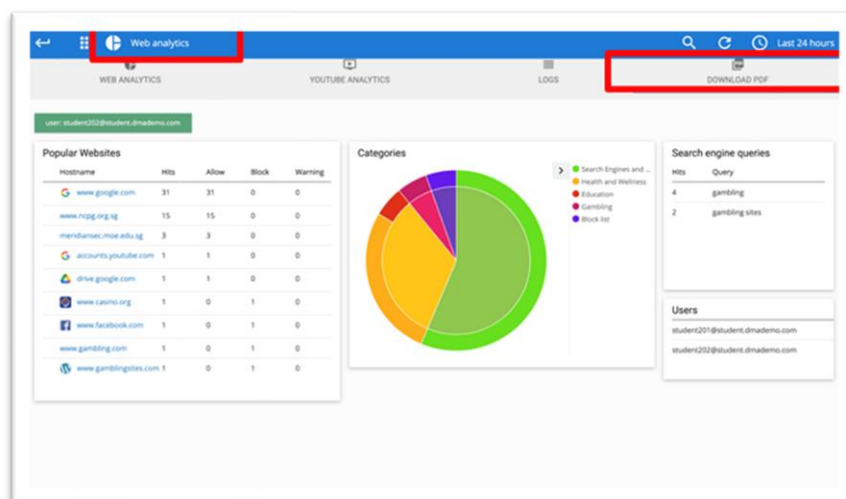 Web analytics
Last 24 hours
WEB ANALYTICS
YOUTUBE ANALYTICS
LOGS
DOWNLOAD PDF
user: student202@student.dmademo.com
Popular Websites
Hostname Hits Allow Block Warning
www.google.com 31 31 0 0
www.ncpg.org.sg 15 15 0 0
meridiansec.moe.edu.sg 3 3 0 0
accounts.youtube.com 1 1 0 0
drive.google.com 1 1 0 0
www.casino.org 1 0 1 0
www.facebook.com 1 0 1 0
www.gambling.com 1 0 1 0
www.gamblingsites.com 1 0 1 0
Categories
Search Engines and ...
Health and Wellness
Education
Gambling
Block list
Search engine queries
Hits Query
4 gambling
2 gambling sites
Users
student201@student.dmademo.com
student202@student.dmademo.com